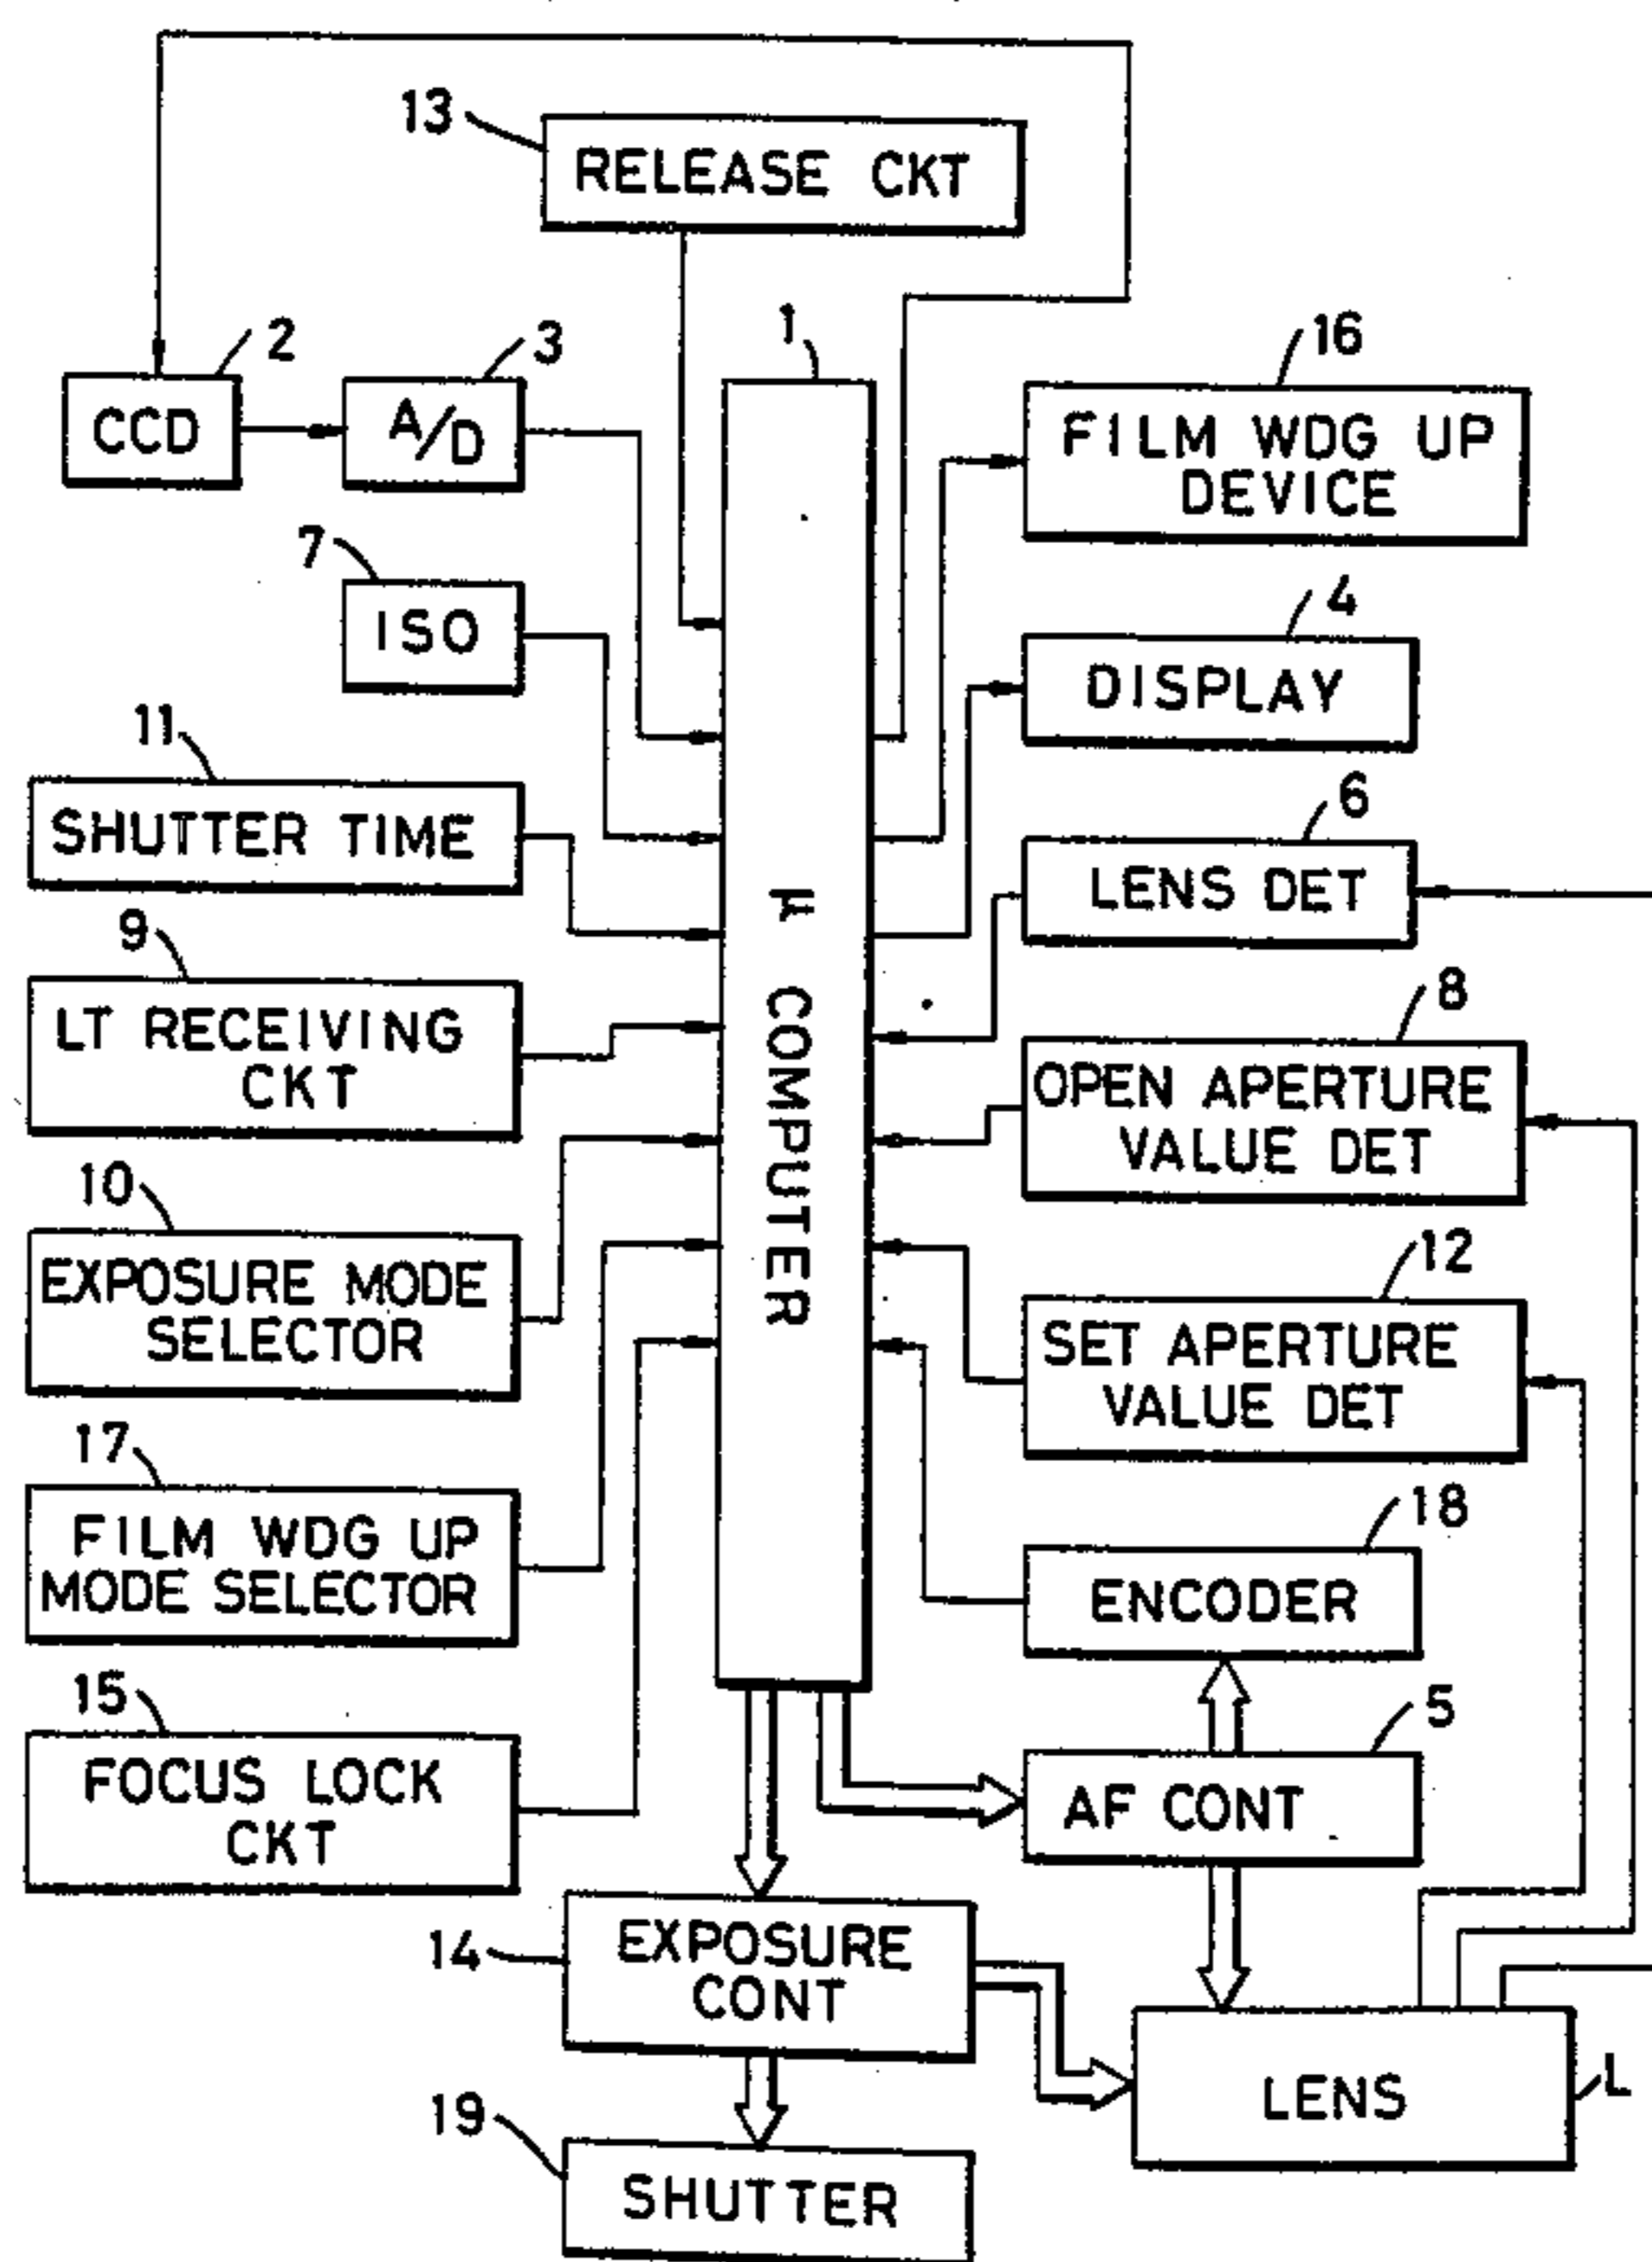 13
RELEASE CKT
2
CCD
3
A/D
1
μ COMPUTER
16
FILM WDG UP
DEVICE
7
ISO
4
DISPLAY
11
SHUTTER TIME
6
LENS DET
9
LT RECEIVING
CKT
8
OPEN APERTURE
VALUE DET
10
EXPOSURE MODE
SELECTOR
12
SET APERTURE
VALUE DET
17
FILM WDG UP
MODE SELECTOR
18
ENCODER
15
FOCUS LOCK
CKT
5
AF CONT
14
EXPOSURE
CONT
LENS
L
19
SHUTTER